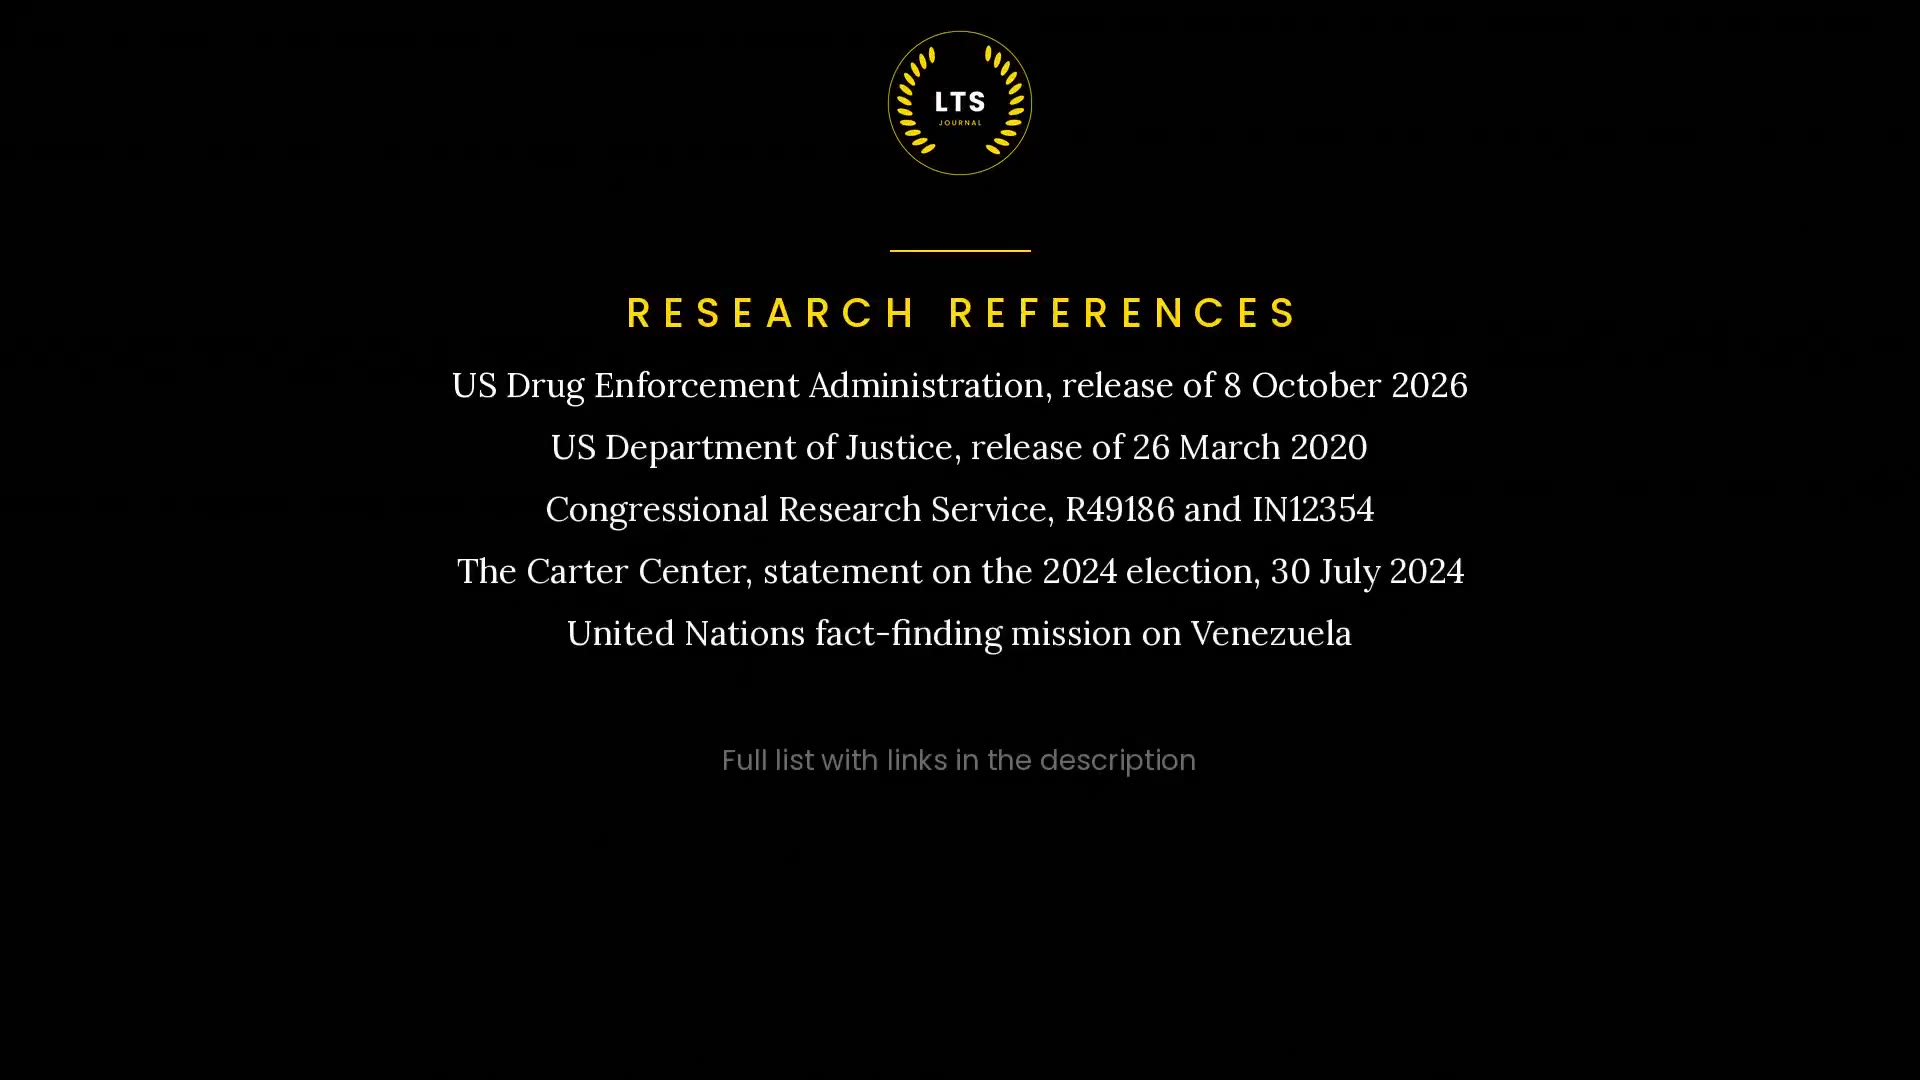 LTS
JOURNAL
RESEARCH REFERENCES
US Drug Enforcement Administration, release of 8 October 2026
US Department of Justice, release of 26 March 2020
Congressional Research Service, R49186 and IN12354
The Carter Center, statement on the 2024 election, 30 July 2024
United Nations fact-finding mission on Venezuela
Full list with links in the description